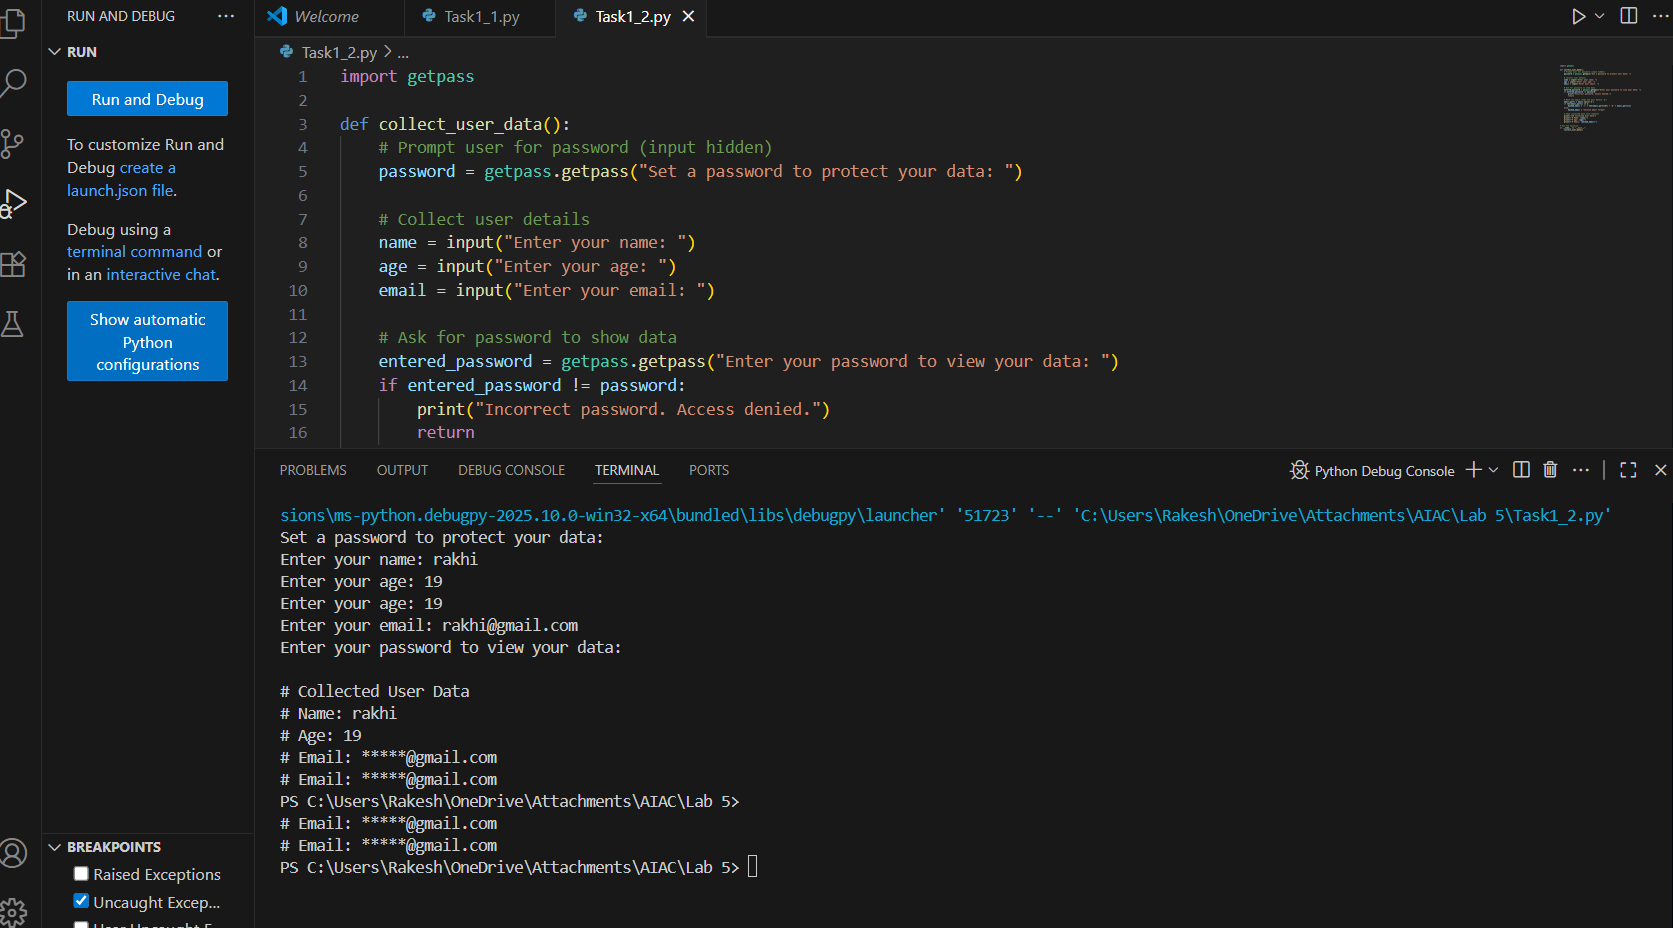 RUN AND DEBUG ...
RUN
Run and Debug
To customize Run and
Debug create a
launch.json file.
Debug using a
terminal command or
in an interactive chat.
Show automatic
Python
configurations
BREAKPOINTS
Raised Exceptions
Uncaught Excep...
Welcome Task1_1.py Task1_2.py
Task1_2.py > ...
1 import getpass
2
3 def collect_user_data():
4 # Prompt user for password (input hidden)
5 password = getpass.getpass("Set a password to protect your data: ")
6
7 # Collect user details
8 name = input("Enter your name: ")
9 age = input("Enter your age: ")
10 email = input("Enter your email: ")
11
12 # Ask for password to show data
13 entered_password = getpass.getpass("Enter your password to view your data: ")
14 if entered_password != password:
15 print("Incorrect password. Access denied.")
16 return
PROBLEMS OUTPUT DEBUG CONSOLE TERMINAL PORTS Python Debug Console
sions\ms-python.debugpy-2025.10.0-win32-x64\bundled\libs\debugpy\launcher' '51723' '--' 'C:\Users\Rakesh\OneDrive\Attachments\AIAC\Lab 5\Task1_2.py'
Set a password to protect your data:
Enter your name: rakhi
Enter your age: 19
Enter your age: 19
Enter your email: rakhi@gmail.com
Enter your password to view your data:
# Collected User Data
# Name: rakhi
# Age: 19
# Email: *****@gmail.com
# Email: *****@gmail.com
PS C:\Users\Rakesh\OneDrive\Attachments\AIAC\Lab 5>
# Email: *****@gmail.com
# Email: *****@gmail.com
PS C:\Users\Rakesh\OneDrive\Attachments\AIAC\Lab 5>